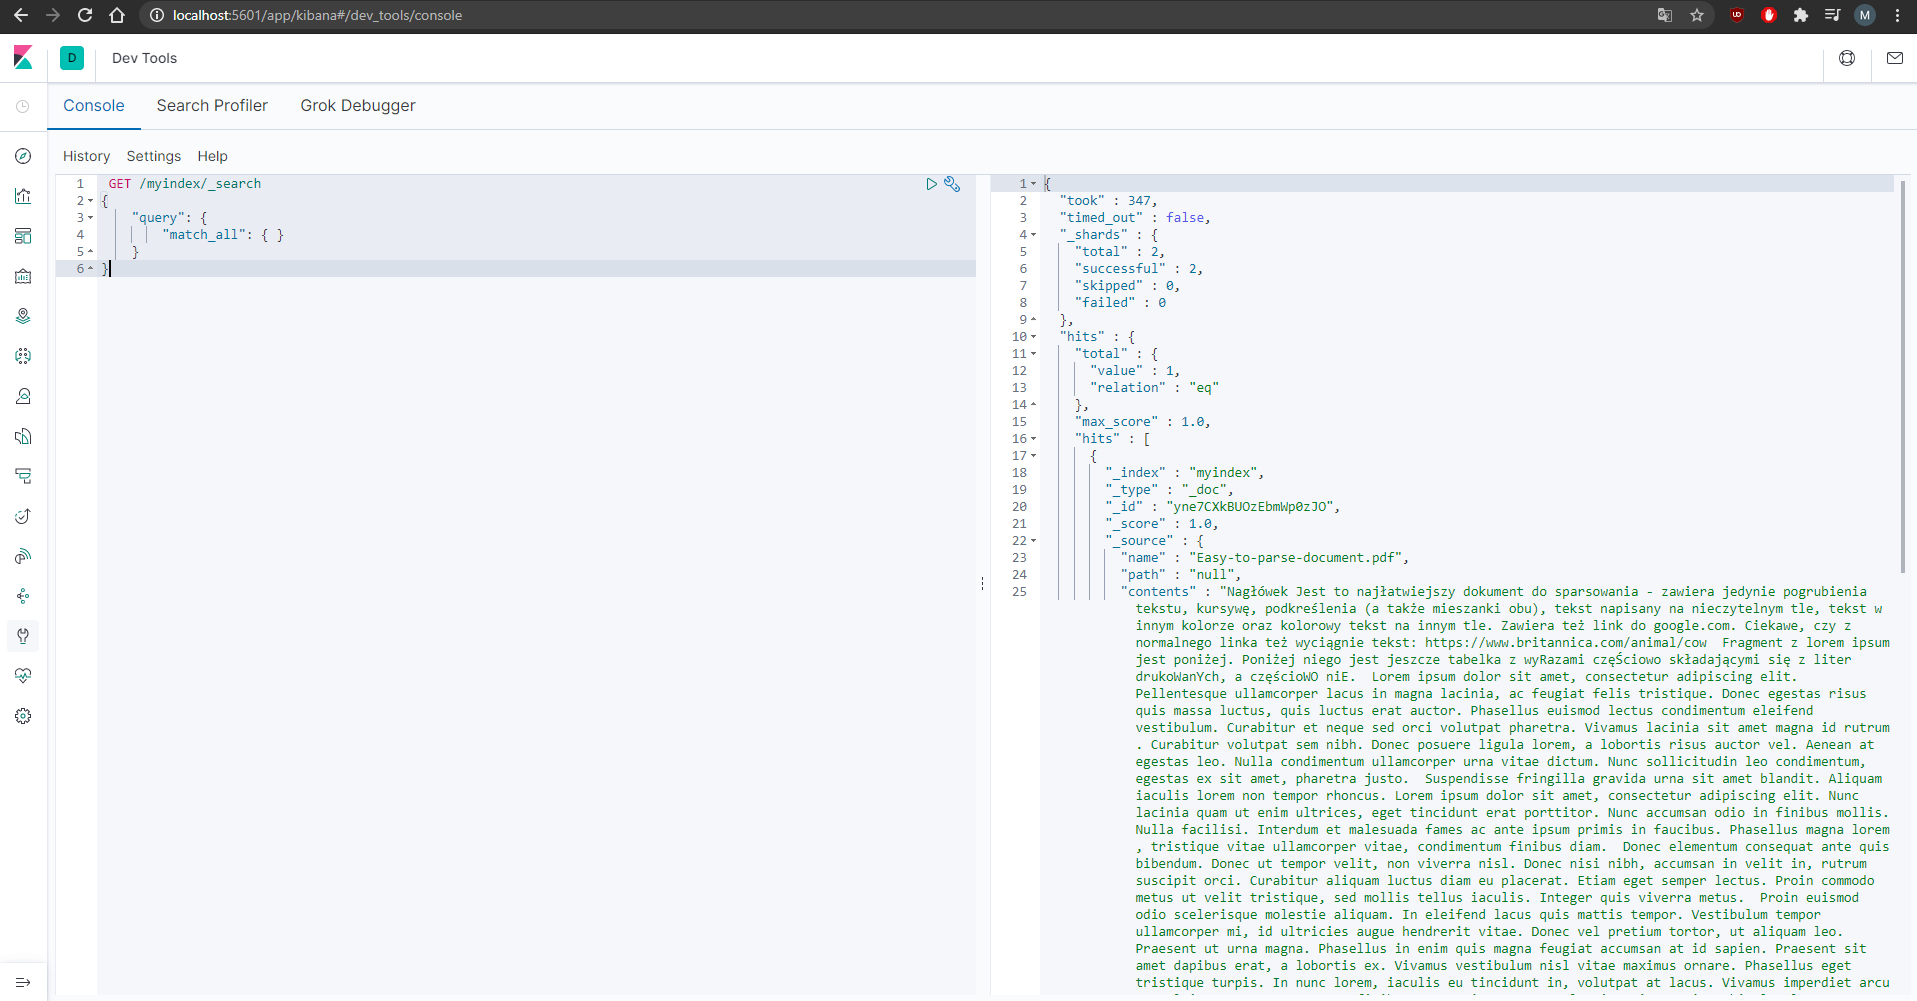 localhost:5601/app/kibana#/dev_tools/console
M
D
Dev Tools
Console Search Profiler Grok Debugger
History Settings Help
1 GET /myindex/_search
2 {
3 "query": {
4 "match_all": { }
5 }
6 }
1 {
2 "took" : 347,
3 "timed_out" : false,
4 "_shards" : {
5 "total" : 2,
6 "successful" : 2,
7 "skipped" : 0,
8 "failed" : 0
9 },
10 "hits" : {
11 "total" : {
12 "value" : 1,
13 "relation" : "eq"
14 },
15 "max_score" : 1.0,
16 "hits" : [
17 {
18 "_index" : "myindex",
19 "_type" : "_doc",
20 "_id" : "yne7CXkBUOzEbmWp0zJO",
21 "_score" : 1.0,
22 "_source" : {
23 "name" : "Easy-to-parse-document.pdf",
24 "path" : "null",
25 "contents" : "Nagłówek Jest to najłatwiejszy dokument do sparsowania - zawiera jedynie pogrubienia
tekstu, kursywę, podkreślenia (a także mieszanki obu), tekst napisany na nieczytelnym tle, tekst w
innym kolorze oraz kolorowy tekst na innym tle. Zawiera też link do google.com. Ciekawe, czy z
normalnego linka też wyciągnie tekst: https://www.britannica.com/animal/cow  Fragment z lorem ipsum
jest poniżej. Poniżej niego jest jeszcze tabelka z wyRazami częŚciowo składającymi się z liter
drukoWanYch, a częścioWO niE.  Lorem ipsum dolor sit amet, consectetur adipiscing elit.
Pellentesque ullamcorper lacus in magna lacinia, ac feugiat felis tristique. Donec egestas risus
quis massa luctus, quis luctus erat auctor. Phasellus euismod lectus condimentum eleifend
vestibulum. Curabitur et neque sed orci volutpat pharetra. Vivamus lacinia sit amet magna id rutrum
. Curabitur volutpat sem nibh. Donec posuere ligula lorem, a lobortis risus auctor vel. Aenean at
egestas leo. Nulla condimentum ullamcorper urna vitae dictum. Nunc sollicitudin leo condimentum,
egestas ex sit amet, pharetra justo.  Suspendisse fringilla gravida urna sit amet blandit. Aliquam
iaculis lorem non tempor rhoncus. Lorem ipsum dolor sit amet, consectetur adipiscing elit. Nunc
lacinia quam ut enim ultrices, eget tincidunt erat porttitor. Nunc accumsan odio in finibus mollis.
Nulla facilisi. Interdum et malesuada fames ac ante ipsum primis in faucibus. Phasellus magna lorem
, tristique vitae ullamcorper vitae, condimentum finibus diam.  Donec elementum consequat ante quis
bibendum. Donec ut tempor velit, non viverra nisl. Donec nisi nibh, accumsan in velit in, rutrum
suscipit orci. Curabitur aliquam luctus diam eu placerat. Etiam eget semper lectus. Proin commodo
metus ut velit tristique, sed mollis tellus iaculis. Integer quis viverra metus.  Proin euismod
odio scelerisque molestie aliquam. In eleifend lacus quis mattis tempor. Vestibulum tempor
ullamcorper mi, id ultricies augue hendrerit vitae. Donec vel pretium tortor, ut aliquam leo.
Praesent ut urna magna. Phasellus in enim quis magna feugiat accumsan at id sapien. Praesent sit
amet dapibus erat, a lobortis ex. Vivamus vestibulum nisl vitae maximus ornare. Phasellus eget
tristique turpis. In nunc lorem, iaculis eu tincidunt in, volutpat at lacus. Vivamus imperdiet arcu